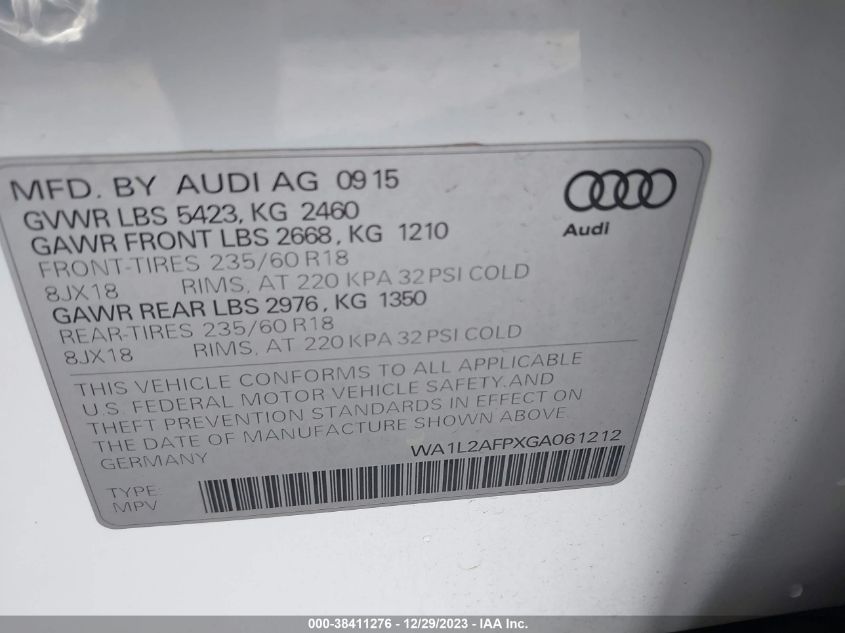 MFD. BY AUDI AG 0915
GVWR LBS 5423, KG 2460
GAWR FRONT LBS 2668, KG 1210
FRONT-TIRES 235/60 R18
8JX18 RIMS, AT 220 KPA 32 PSI COLD
GAWR REAR LBS 2976, KG 1350
REAR-TIRES 235/60 R18
8JX18 RIMS, AT 220 KPA 32 PSI COLD
Audi
THIS VEHICLE CONFORMS TO ALL APPLICABLE
U.S. FEDERAL MOTOR VEHICLE SAFETY.AND
THEFT PREVENTION STANDARDS IN EFFECT ON
THE DATE OF MANUFACTURE SHOWN ABOVE.
GERMANY WA1L2AFPXGA061212
TYPE:
MPV
000-38411276 - 12/29/2023 - IAA Inc.